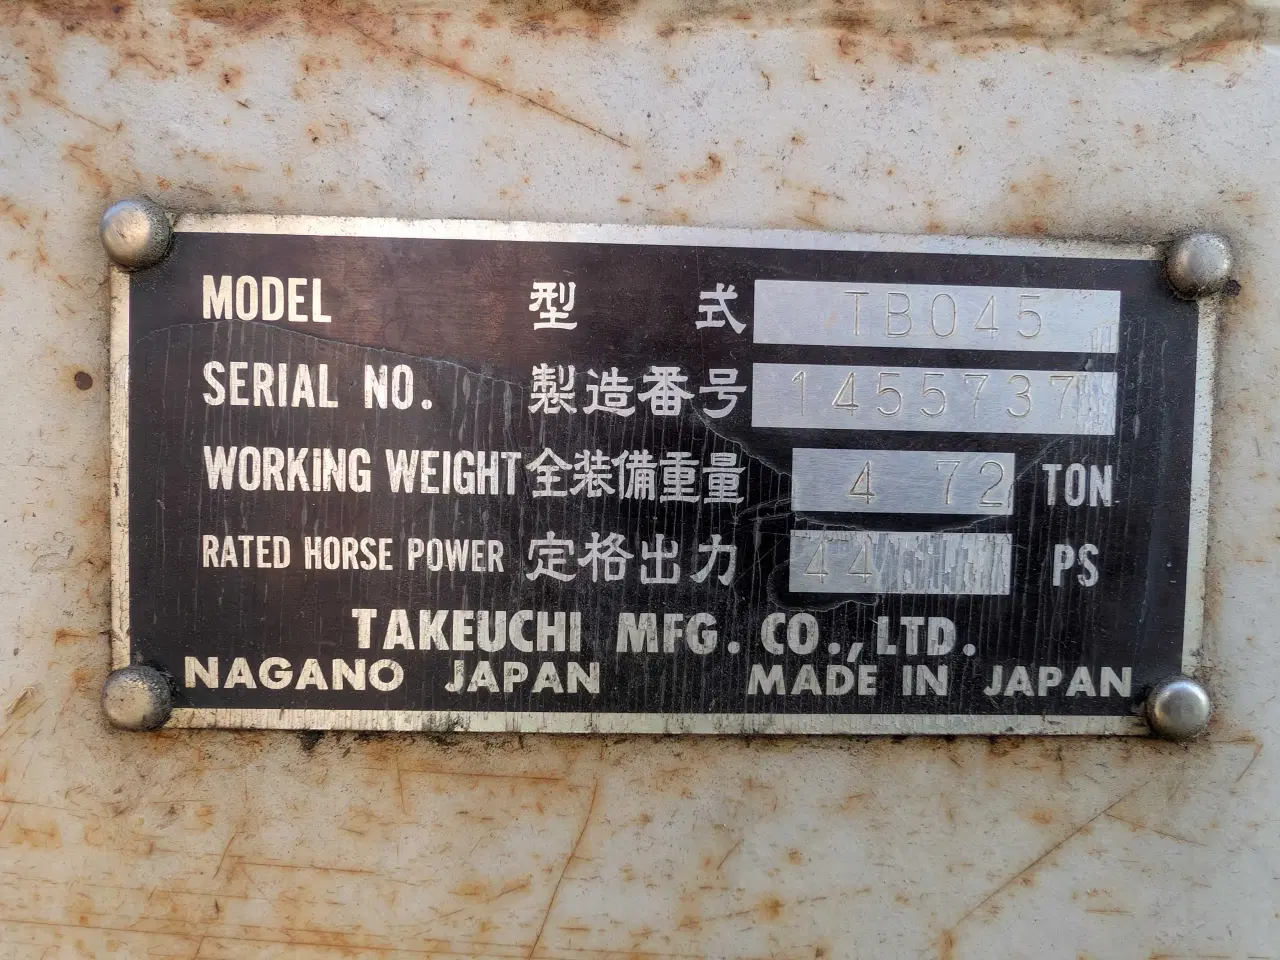 MODEL 型式 TB045
SERIAL NO. 製造番号 1455737
WORKING WEIGHT 全装備重量 4 72 TON
RATED HORSE POWER 定格出力 44 PS
TAKEUCHI MFG. CO., LTD.
NAGANO JAPAN MADE IN JAPAN